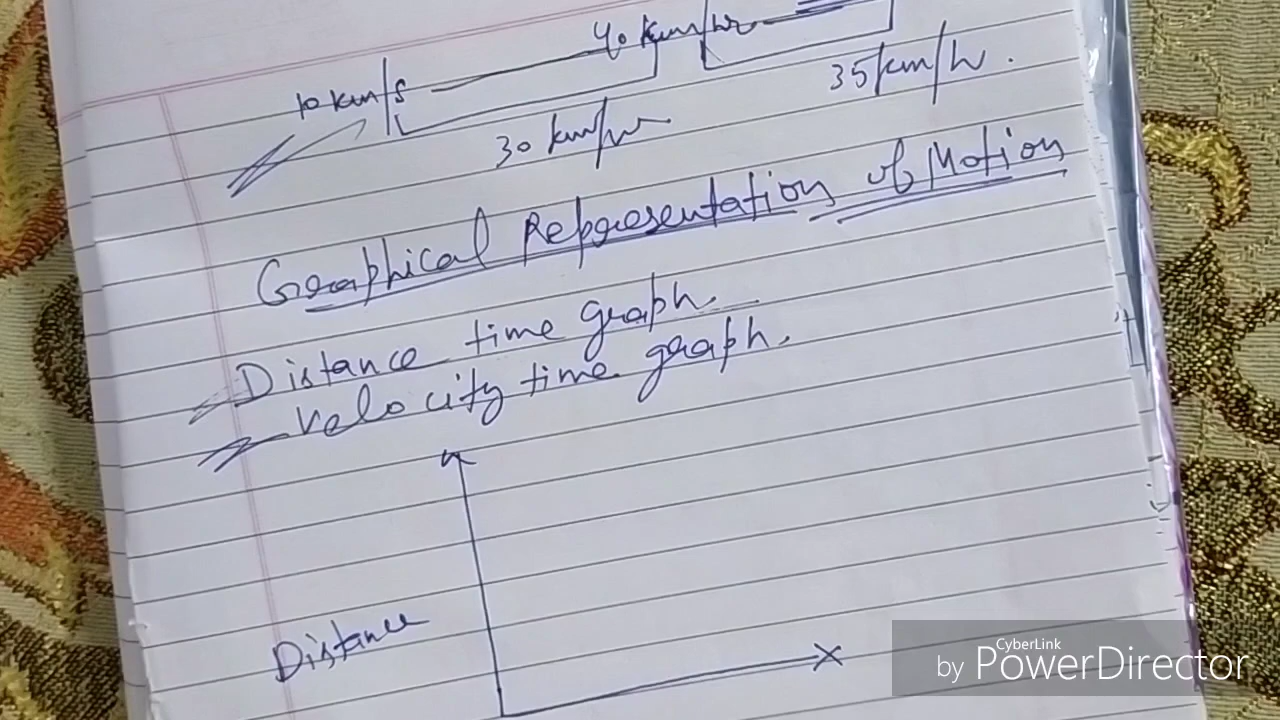 40 km/hr
10 km/s
35 km/hr.
30 km/hr
Graphical Representation of Motion
Distance time graph.
velocity time graph.
Distance
CyberLink
by PowerDirector